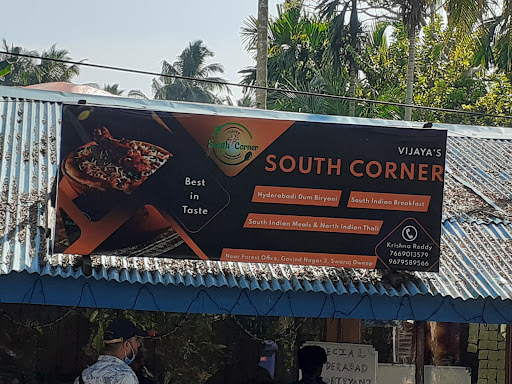 VIJAYA'S
South Corner
SOUTH CORNER
Best
in
Taste
Hyderabadi Dum Biryani
South Indian Breakfast
South Indian Meals & North Indian Thali
Krishna Reddy
7669013579
9679589566
Near Forest Office, Govind Nagar 3, Swaraj Dweep